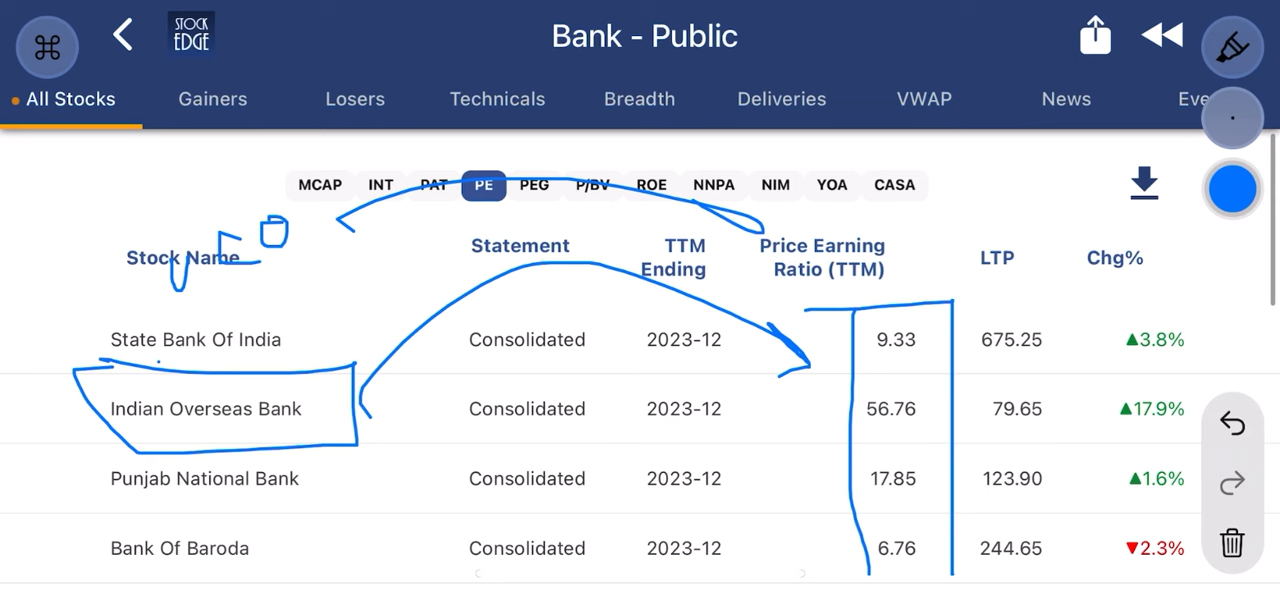 STOCK
EDGE
Bank - Public
All Stocks Gainers Losers Technicals Breadth Deliveries VWAP News Eve
MCAP INT PAT PE PEG P/BV ROE NNPA NIM YOA CASA
UCO
Stock Name Statement TTM Ending Price Earning Ratio (TTM) LTP Chg%
State Bank Of India Consolidated 2023-12 9.33 675.25 ▲3.8%
Indian Overseas Bank Consolidated 2023-12 56.76 79.65 ▲17.9%
Punjab National Bank Consolidated 2023-12 17.85 123.90 ▲1.6%
Bank Of Baroda Consolidated 2023-12 6.76 244.65 ▼2.3%